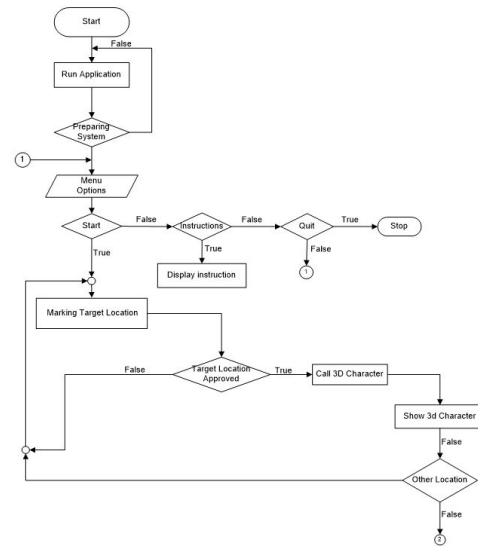 Start
False
Run Application
Preparing
System
1
Menu
Options
Start
False
Instructions
False
Quit
True
Stop
True
True
False
Display instruction
1
Marking Target Location
False
Target Location
Approved
True
Call 3D Character
Show 3d Character
False
Other Location
False
2